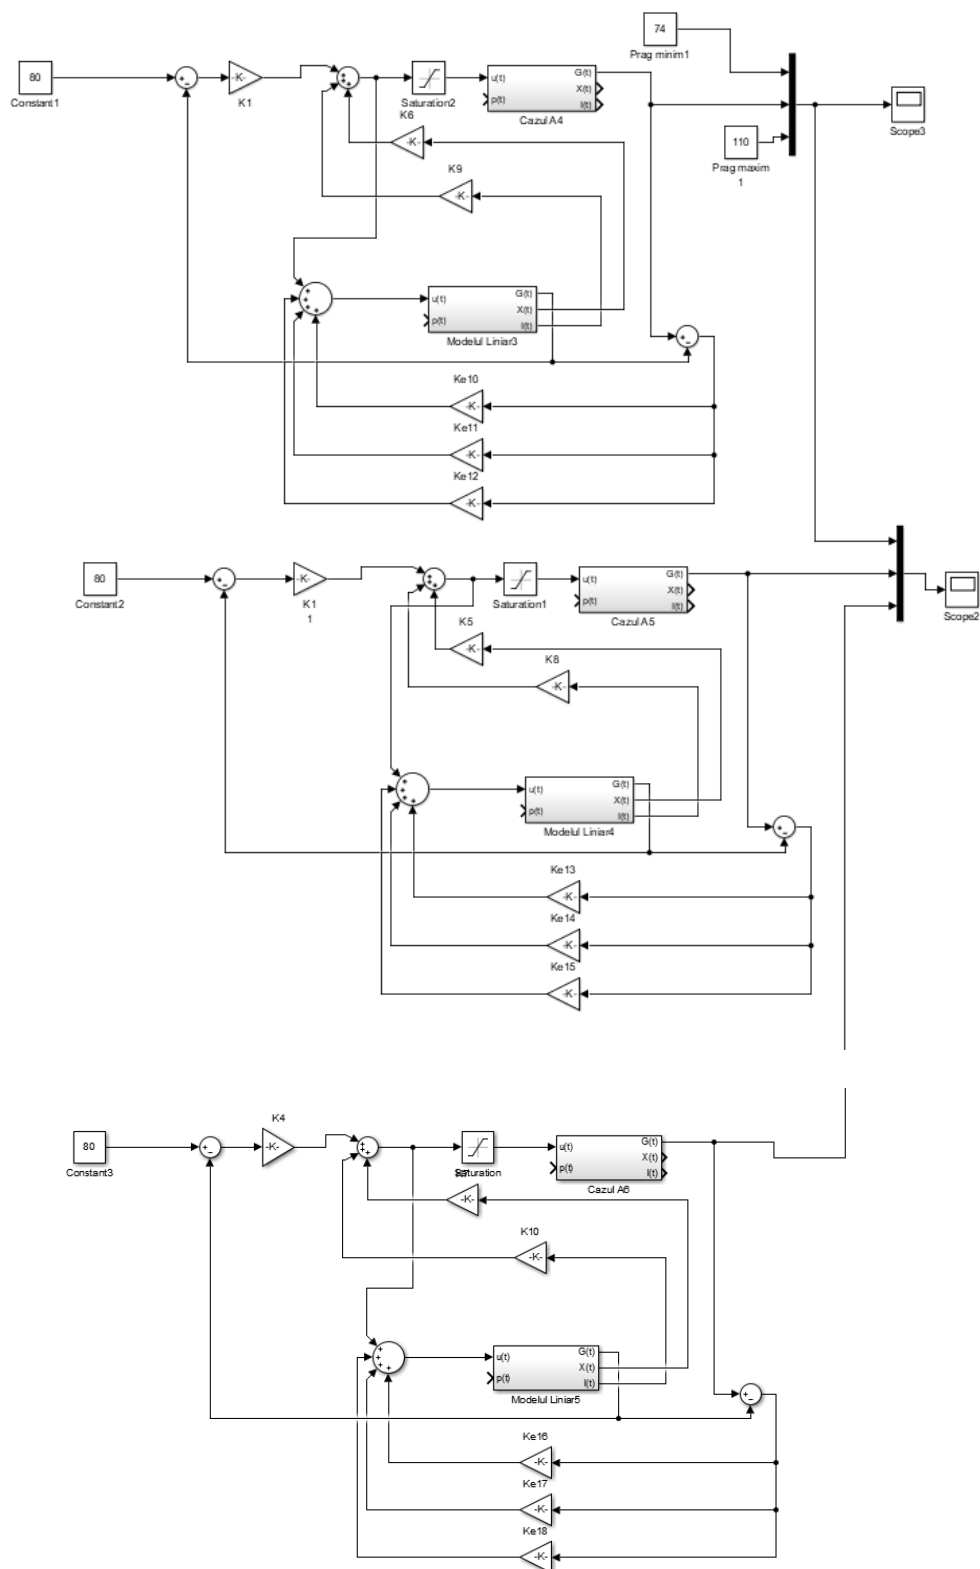 74
Prag minim1
G(t)
80
-K-
u(t)
X(t)
p(t)
I(t)
Constant1
K1
Saturation2
Cazul A4
K6
Scope3
110
-K-
Prag maxim
1
K9
-K-
G(t)
u(t)
X(t)
p(t)
I(t)
Modelul Liniar3
Ke10
-K-
Ke11
-K-
Ke12
-K-
80
-K-
G(t)
u(t)
X(t)
p(t)
I(t)
Constant2
K1
1
Saturation1
Cazul A5
Scope2
K5
-K-
K8
-K-
G(t)
u(t)
X(t)
p(t)
I(t)
Modelul Liniar4
Ke13
-K-
Ke14
-K-
Ke15
-K-
K4
80
-K-
G(t)
u(t)
X(t)
p(t)
I(t)
Constant3
Saturation
Cazul A6
-K-
K10
-K-
G(t)
u(t)
X(t)
p(t)
I(t)
Modelul Liniar5
Ke16
-K-
Ke17
-K-
Ke18
-K-